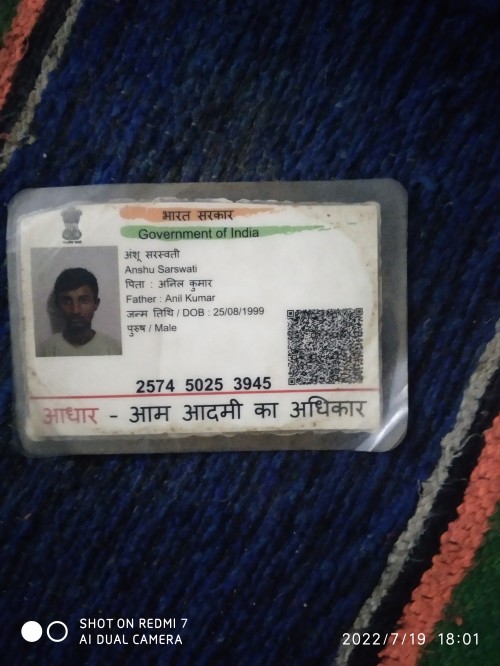 भारत सरकार
Government of India
अंशू सरस्वती
Anshu Sarswati
पिता : अनिल कुमार
Father : Anil Kumar
जन्म तिथि / DOB : 25/08/1999
पुरुष / Male
2574 5025 3945
आधार - आम आदमी का अधिकार
SHOT ON REDMI 7
AI DUAL CAMERA
2022/7/19 18:01